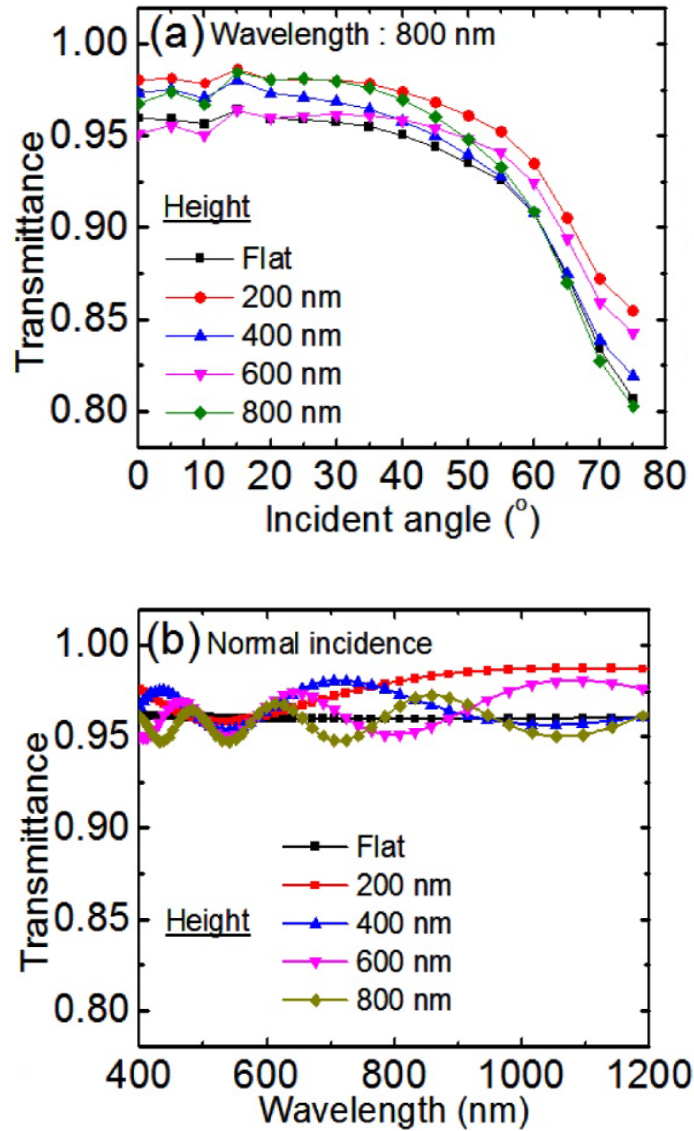 (a) Wavelength : 800 nm
1.00
0.95
0.90
0.85
0.80
Transmittance
Height
Flat
200 nm
400 nm
600 nm
800 nm
0 10 20 30 40 50 60 70 80
Incident angle (°)
(b) Normal incidence
1.00
0.95
0.90
0.85
0.80
Transmittance
Height
Flat
200 nm
400 nm
600 nm
800 nm
400 600 800 1000 1200
Wavelength (nm)